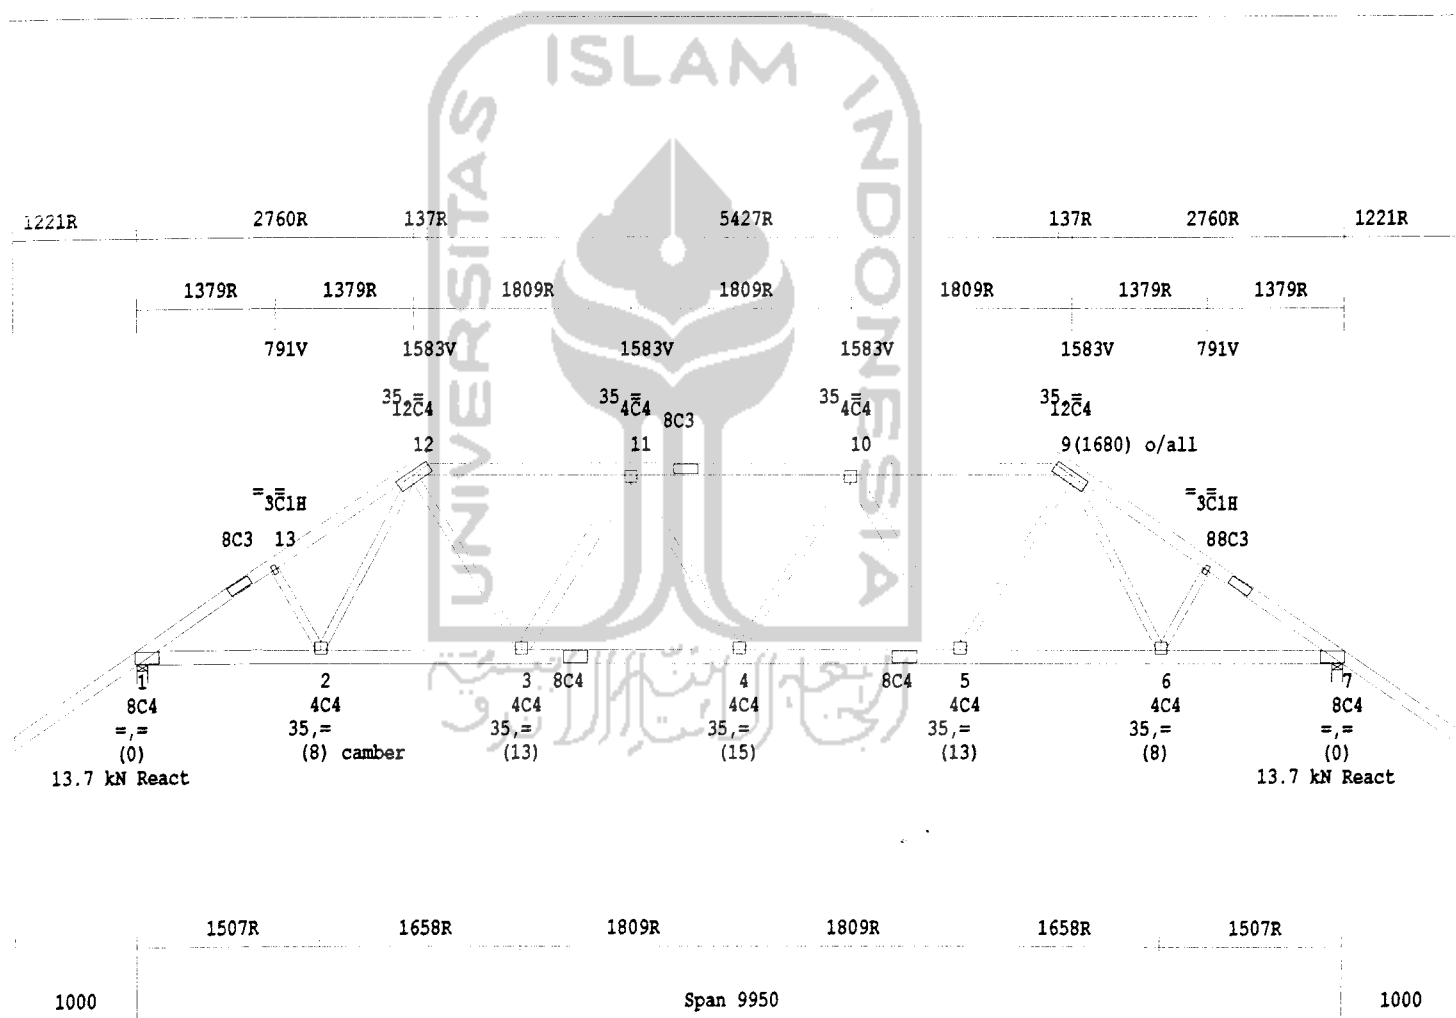 ISLAM
UNIVERSITAS
INDONESIA
1221R 2760R 137R 5427R 137R 2760R 1221R
1379R 1379R 1809R 1809R 1809R 1379R 1379R
791V 1583V 1583V 1583V 1583V 791V
35,= 35,= 35,= 35,=
12C4 4C4 8C3 4C4 12C4
12 11 10 9(1680) o/all
=,= =,=
3C1H 3C1H
8C3 13 88C3
1 2 3 8C4 4 8C4 5 6 7
8C4 4C4 4C4 4C4 4C4 4C4 8C4
=,= 35,= 35,= 35,= 35,= 35,= =,=
(0) (8) camber (13) (15) (13) (8) (0)
13.7 kN React 13.7 kN React
1507R 1658R 1809R 1809R 1658R 1507R
1000 Span 9950 1000